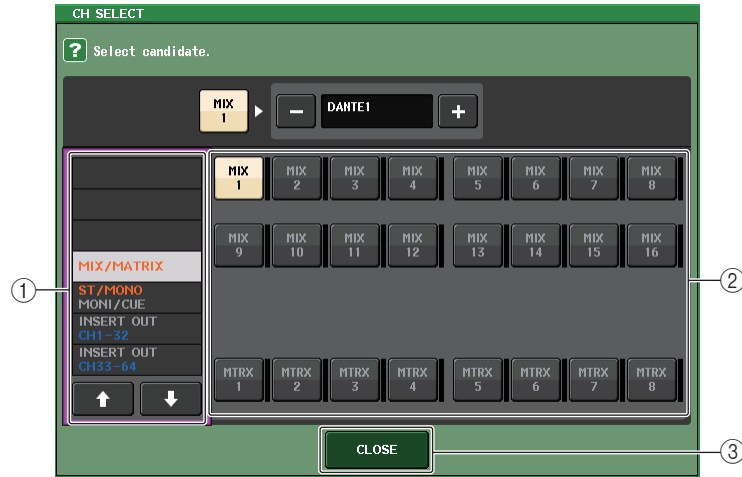 CH SELECT
? Select candidate.
MIX 1 − DANTE1 +
MIX 1 MIX 2 MIX 3 MIX 4 MIX 5 MIX 6 MIX 7 MIX 8
MIX 9 MIX 10 MIX 11 MIX 12 MIX 13 MIX 14 MIX 15 MIX 16
MIX/MATRIX
ST/MONO
MONI/CUE
INSERT OUT
CH1-32
INSERT OUT
CH33-64
MTRX 1 MTRX 2 MTRX 3 MTRX 4 MTRX 5 MTRX 6 MTRX 7 MTRX 8
CLOSE
1
2
3